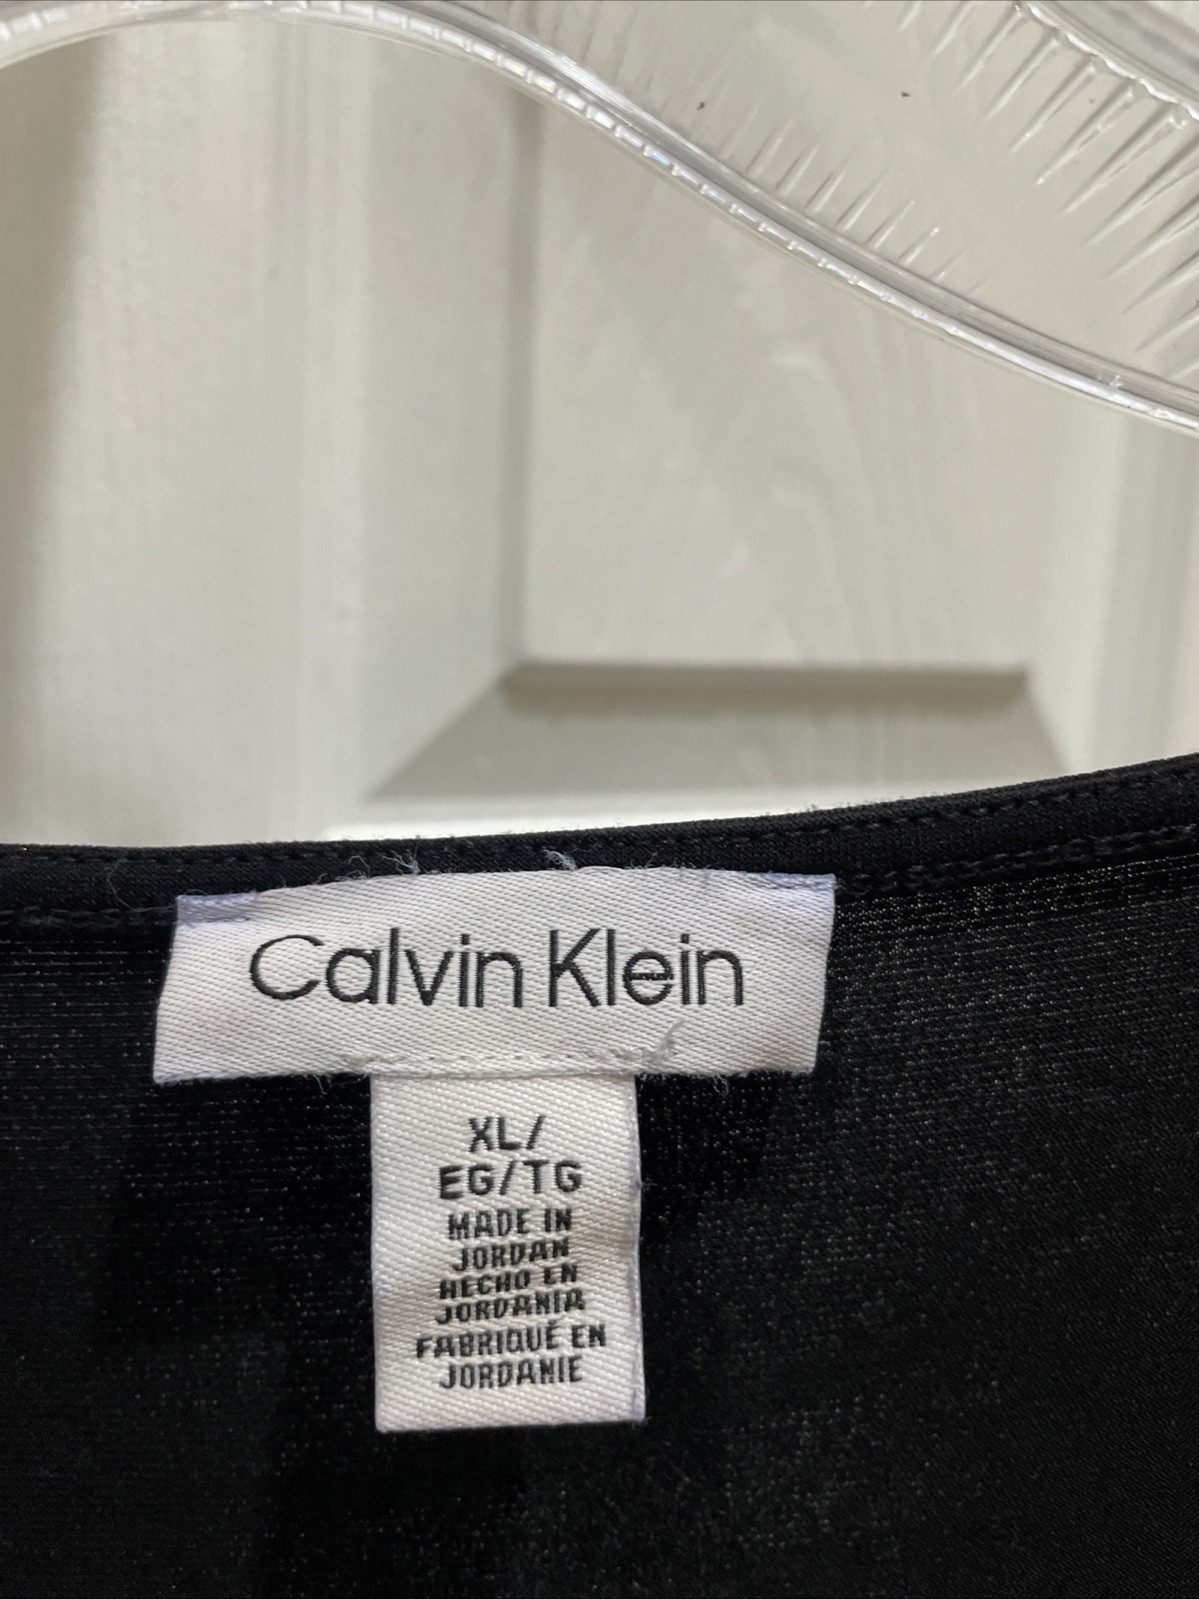 Calvin Klein
XL/
EG/TG
MADE IN
JORDAN
HECHO EN
JORDANIA
FABRIQUÉ EN
JORDANIE